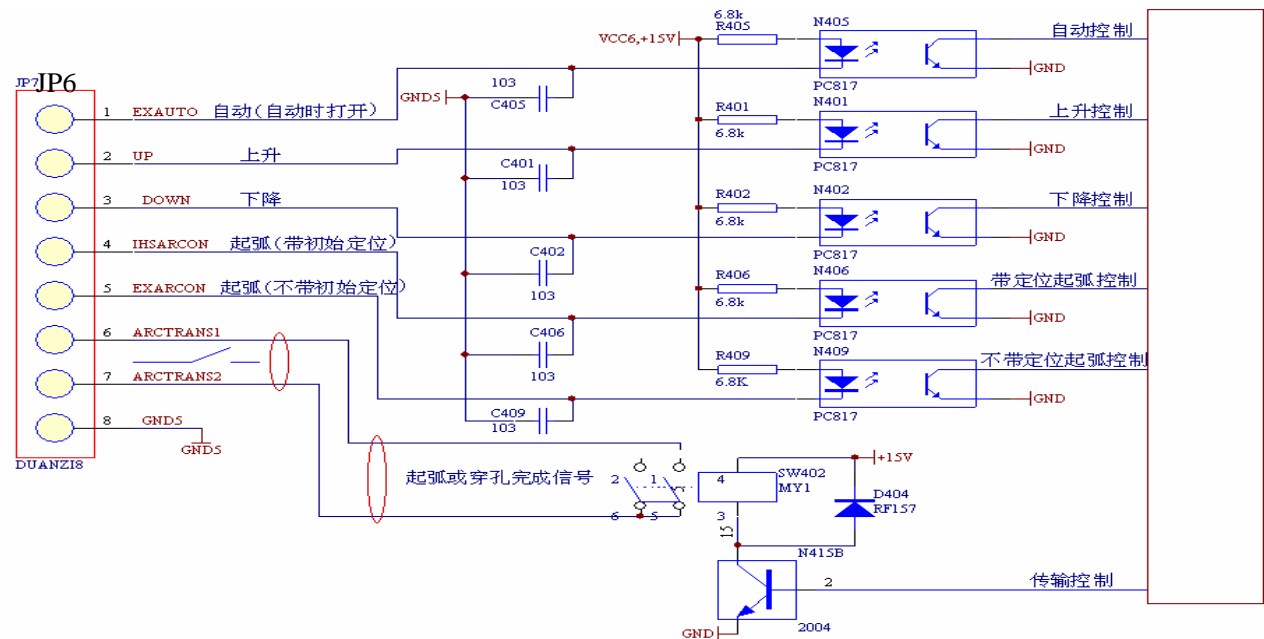 6.8k
R405
N405
VCC6,+15V
自动控制
GND
PC817
JP7
JP6
103
GND5
C405
1 EXAUTO 自动(自动时打开)
R401
6.8k
N401
上升控制
GND
PC817
2 UP 上升
C401
103
3 DOWN 下降
R402
6.8k
N402
下降控制
GND
PC817
4 IHSARCON 起弧(带初始定位)
C402
103
R406
6.8k
N406
带定位起弧控制
GND
PC817
5 EXARCON 起弧(不带初始定位)
C406
103
R409
6.8K
N409
不带定位起弧控制
GND
PC817
6 ARCTRANS1
7 ARCTRANS2
C409
103
8 GND5
GND5
DUANZI8
起弧或穿孔完成信号
2 1
6 5
4
3
SW402
MY1
+15V
D404
RF157
15
N415B
2
传输控制
2004
GND